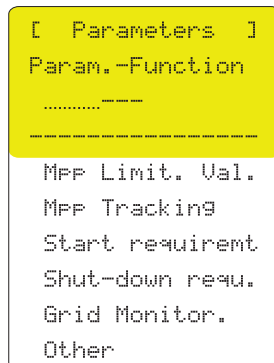 [ Parameters ]
Param.-Function
...........---
----------------
Mpp Limit. Val.
Mpp Tracking
Start requiremt
Shut-down requ.
Grid Monitor.
Other